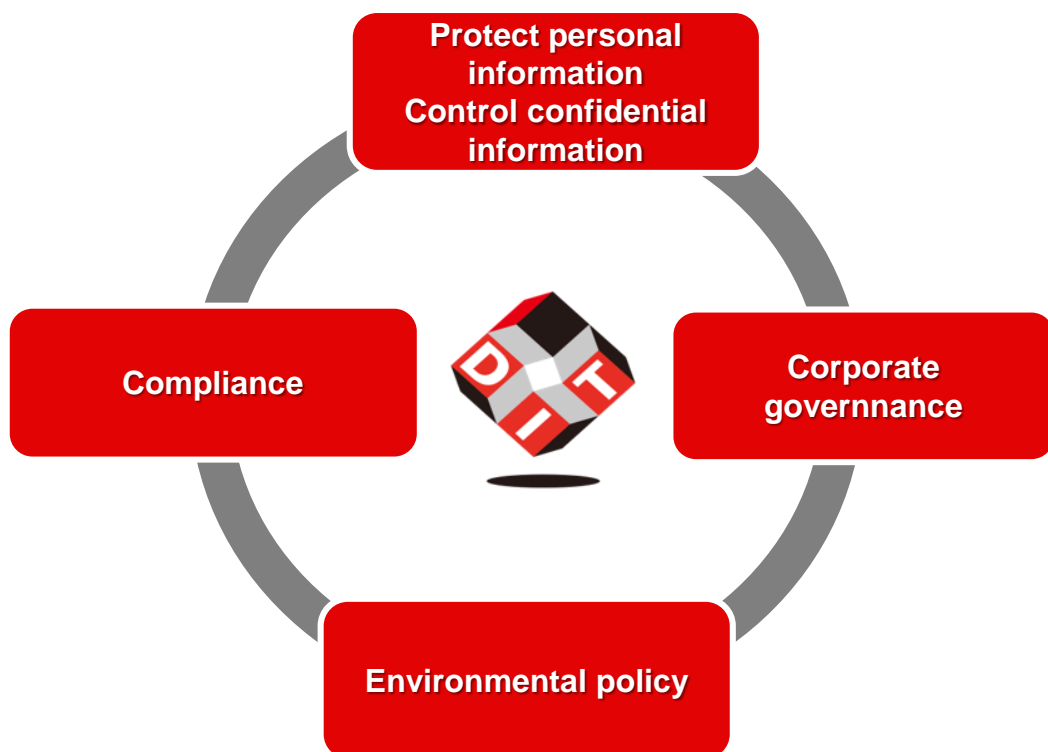 Protect personal
information
Control confidential
information
Compliance
D
I
T
Corporate
governnance
Environmental policy